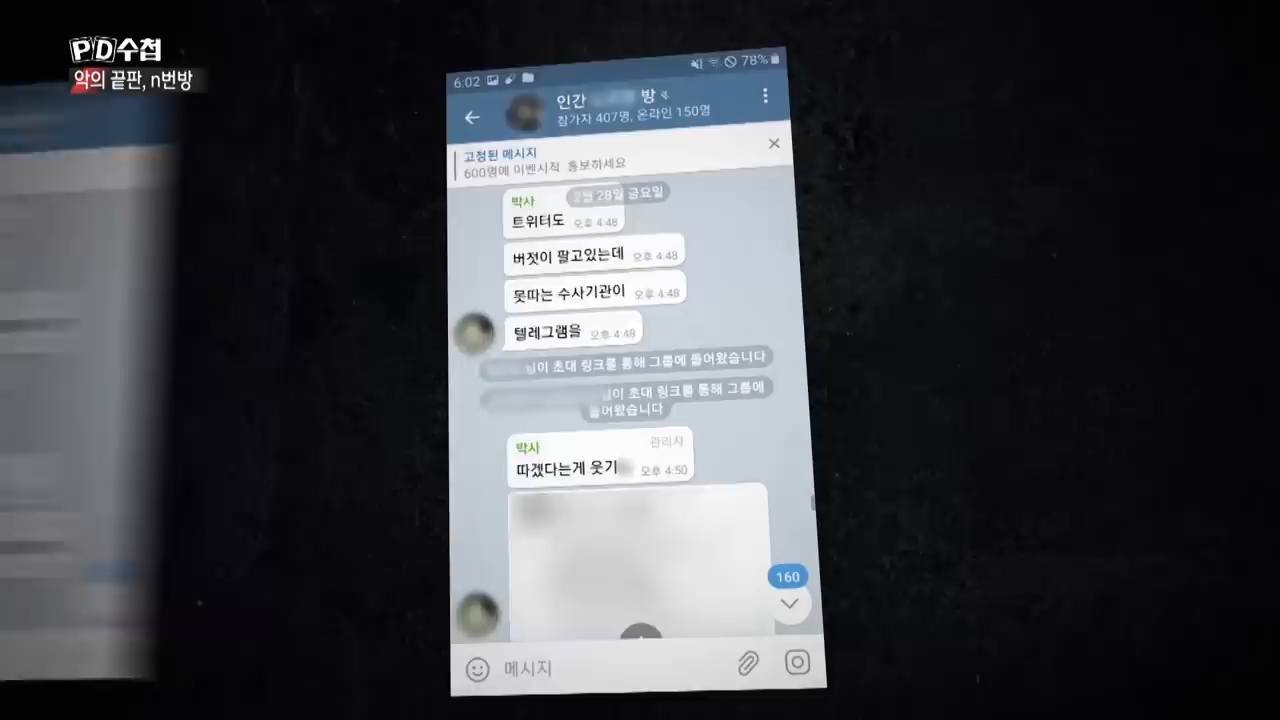 PD수첩
악의 끝판, n번방
6:02 78%
인간 방
참가자 407명, 온라인 150명
고정된 메시지
600명에 이벤시작 홍보하세요
2월 28일 금요일
박사
트위터도 오후 4:48
버젓이 팔고있는데 오후 4:48
못따는 수사기관이 오후 4:48
텔레그램을 오후 4:48
님이 초대 링크를 통해 그룹에 들어왔습니다
님이 초대 링크를 통해 그룹에
들어왔습니다
박사 관리자
따겠다는게 웃기 오후 4:50
160
메시지